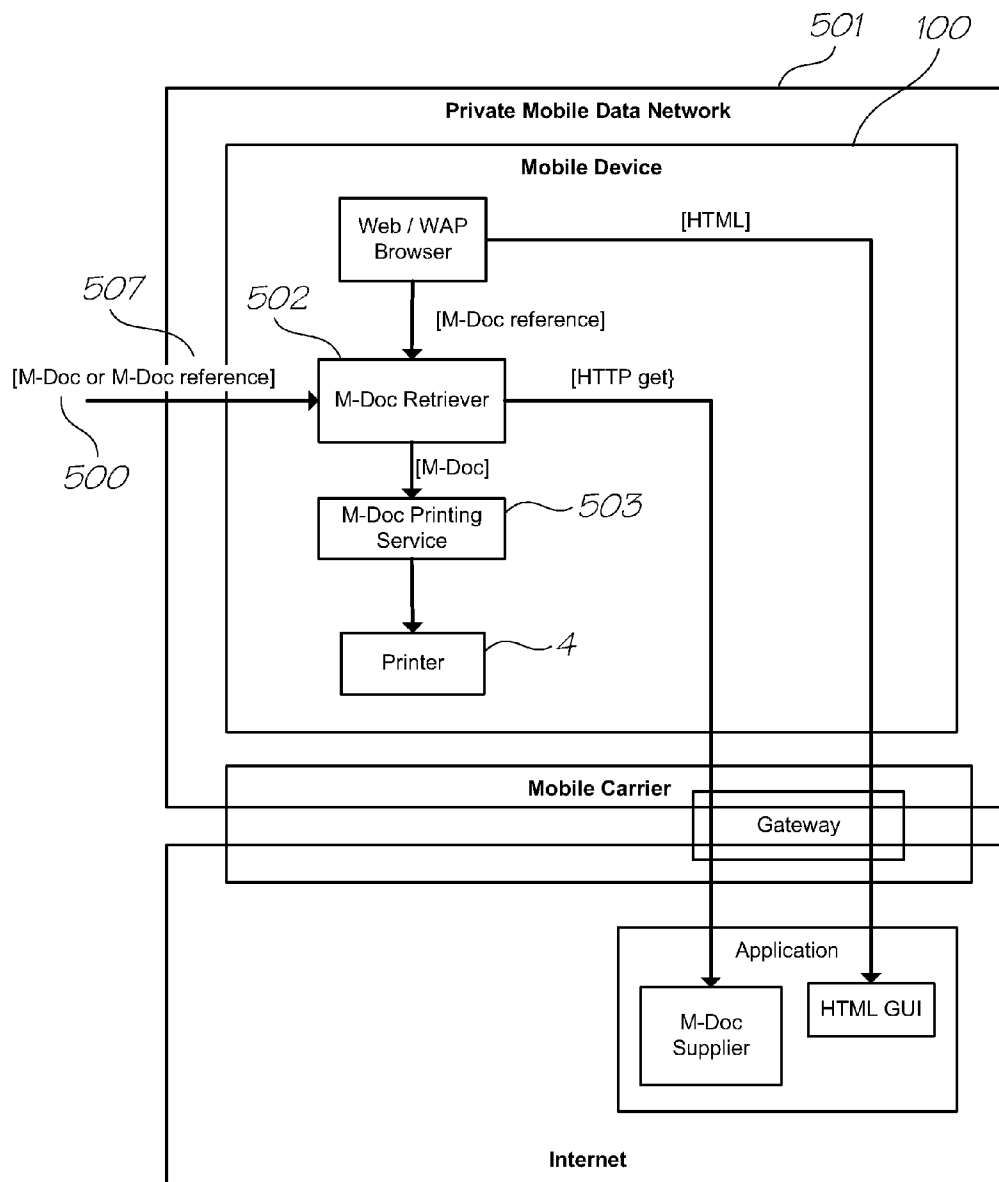 501
100
Private Mobile Data Network
Mobile Device
Web / WAP
Browser
[HTML]
507
502
[M-Doc reference]
[M-Doc or M-Doc reference]
[HTTP get}
M-Doc Retriever
500
[M-Doc]
503
M-Doc Printing
Service
4
Printer
Mobile Carrier
Gateway
Application
M-Doc
Supplier
HTML GUI
Internet